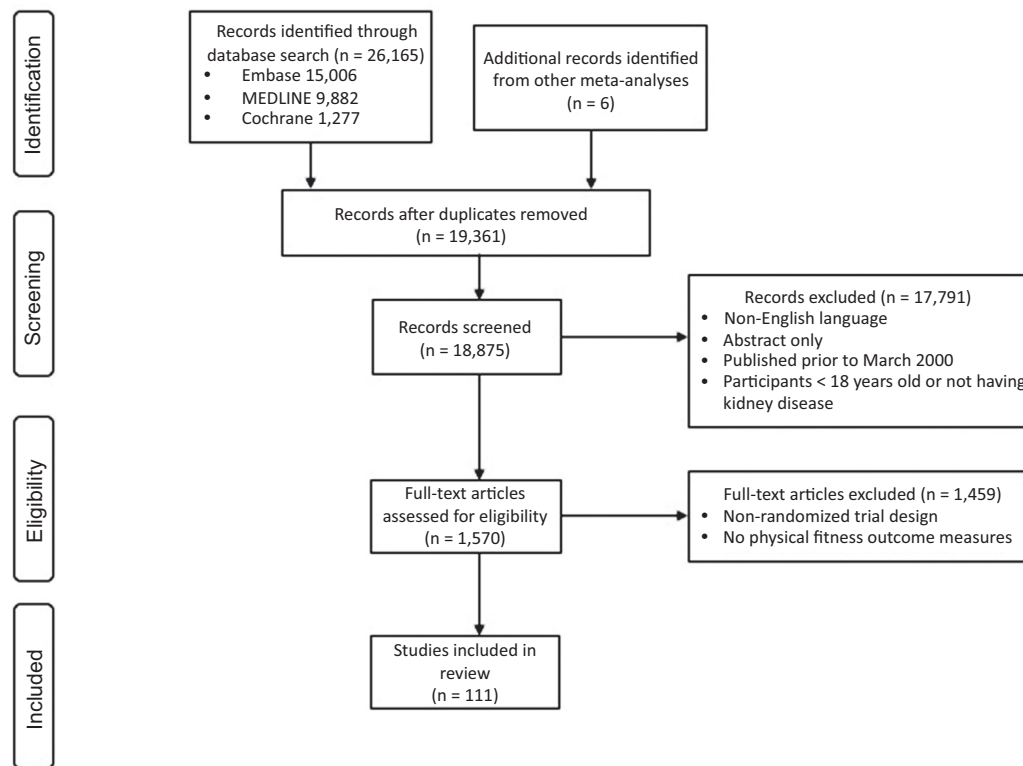 Identification
Records identified through
database search (n = 26,165)
• Embase 15,006
• MEDLINE 9,882
• Cochrane 1,277
Additional records identified
from other meta-analyses
(n = 6)
Records after duplicates removed
(n = 19,361)
Screening
Records screened
(n = 18,875)
Records excluded (n = 17,791)
• Non-English language
• Abstract only
• Published prior to March 2000
• Participants < 18 years old or not having
kidney disease
Eligibility
Full-text articles
assessed for eligibility
(n = 1,570)
Full-text articles excluded (n = 1,459)
• Non-randomized trial design
• No physical fitness outcome measures
Included
Studies included in
review
(n = 111)